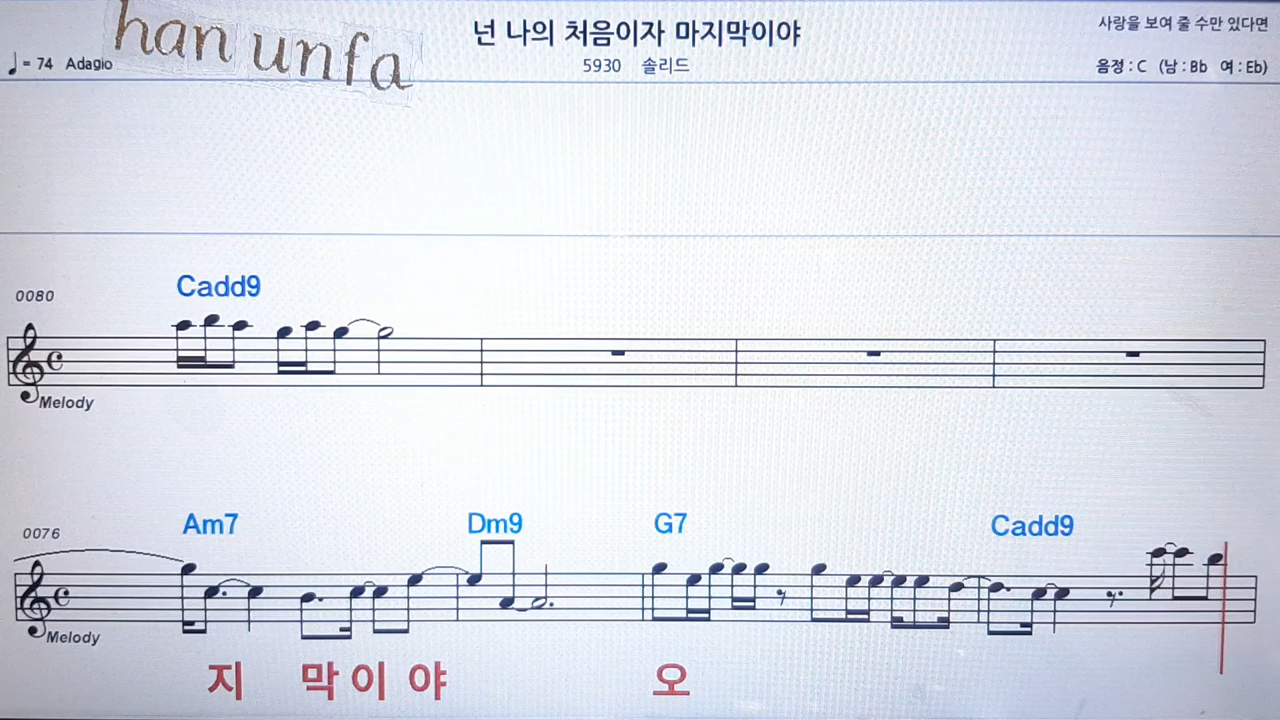 han unfa
넌 나의 처음이자 마지막이야
사랑을 보여 줄 수만 있다면
♩= 74 Adagio
5930 솔리드
음정 : C (남 : Bb 여 : Eb)
Cadd9
0080
Melody
Am7 Dm9 G7 Cadd9
0076
Melody
지 막 이 야 오